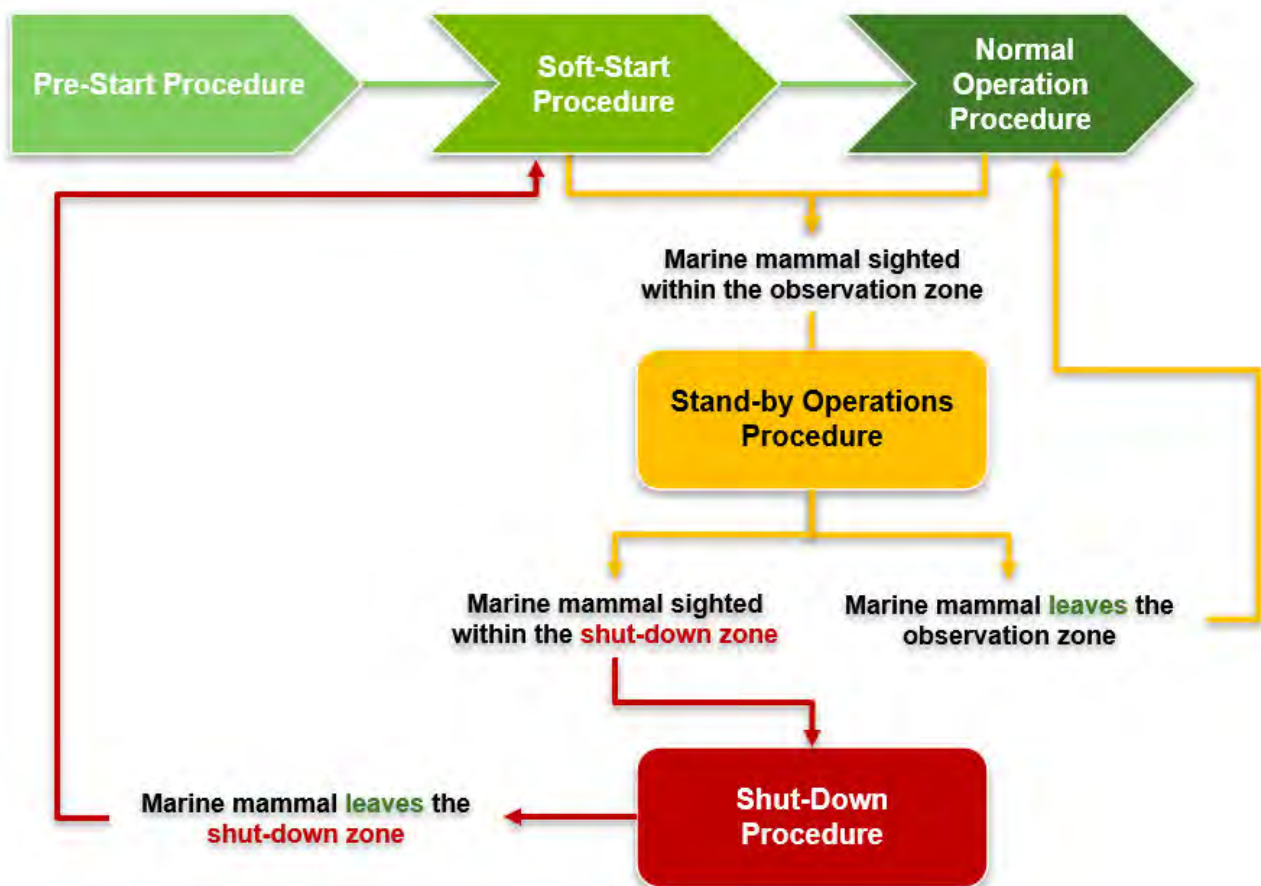 Pre-Start Procedure
Soft-Start
Procedure
Normal
Operation
Procedure
Marine mammal sighted
within the observation zone
Stand-by Operations
Procedure
Marine mammal sighted
within the shut-down zone
Marine mammal leaves the
observation zone
Shut-Down
Procedure
Marine mammal leaves the
shut-down zone